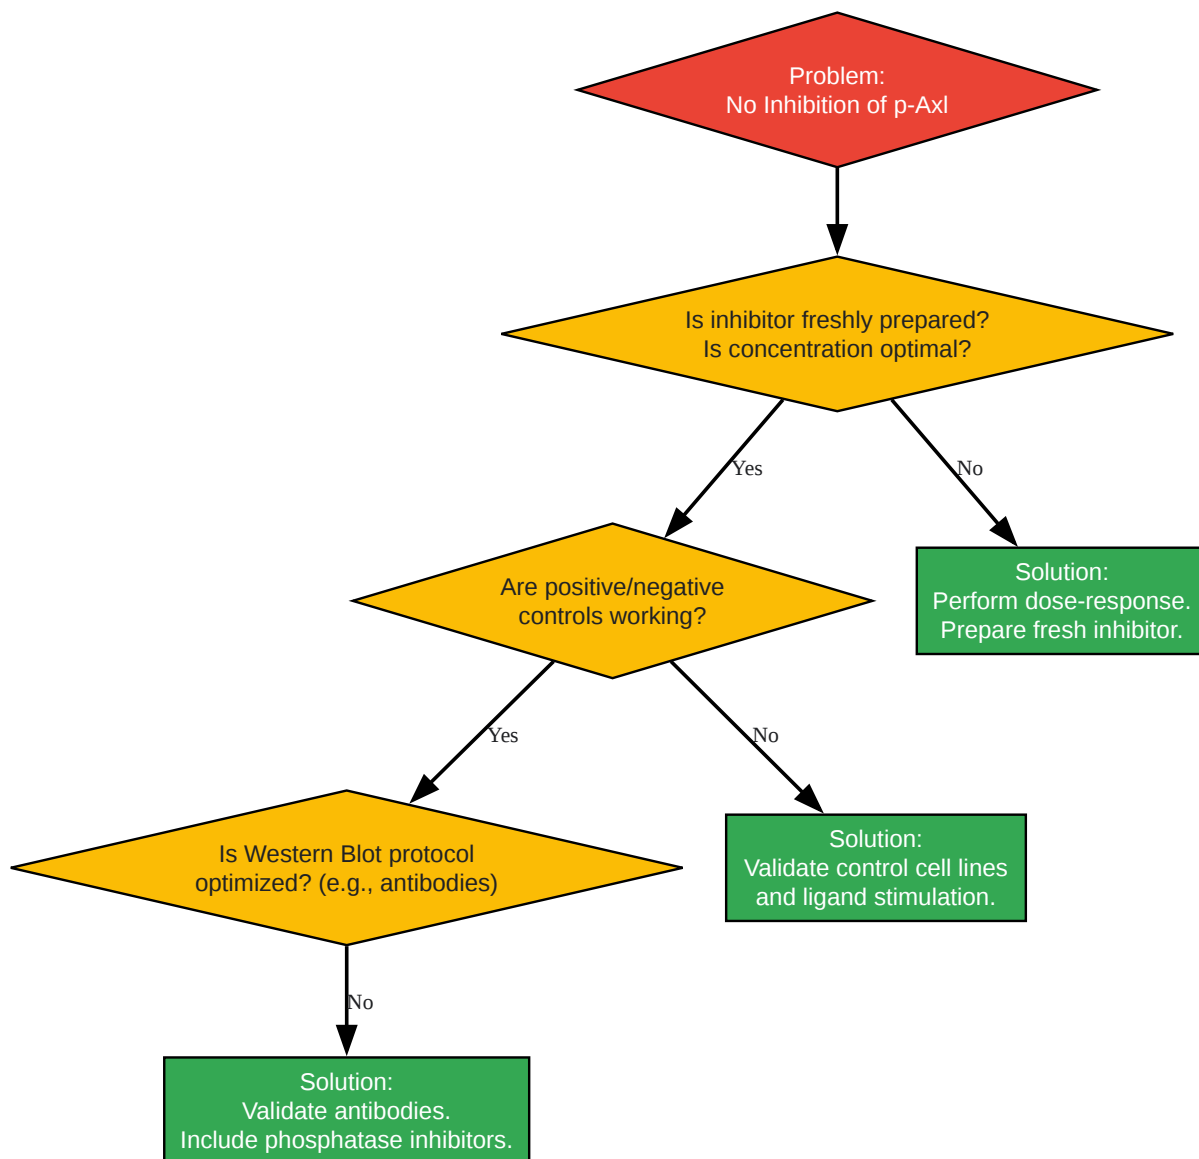 Problem:
No Inhibition of p-Axl
Is inhibitor freshly prepared?
Is concentration optimal?
Yes
No
Are positive/negative
controls working?
Solution:
Perform dose-response.
Prepare fresh inhibitor.
Yes
No
Is Western Blot protocol
optimized? (e.g., antibodies)
Solution:
Validate control cell lines
and ligand stimulation.
No
Solution:
Validate antibodies.
Include phosphatase inhibitors.